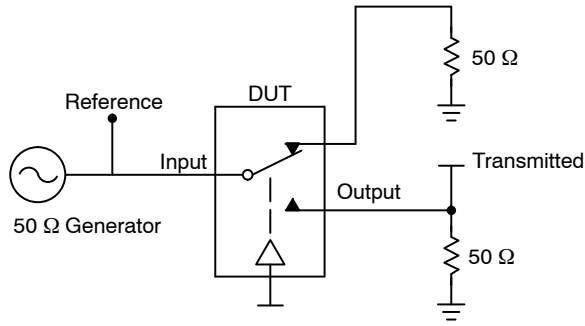 50 Ω
Reference
DUT
Input
Transmitted
Output
50 Ω Generator
50 Ω